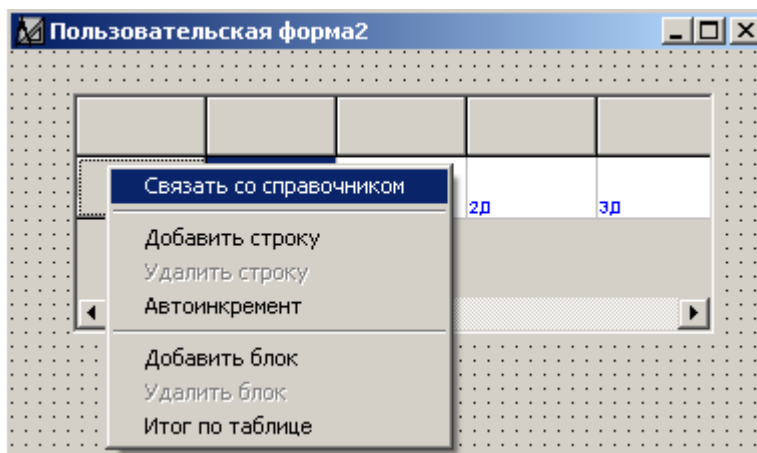 Пользовательская форма2
Связать со справочником
2Д
3Д
Добавить строку
Удалить строку
Автоинкремент
Добавить блок
Удалить блок
Итог по таблице